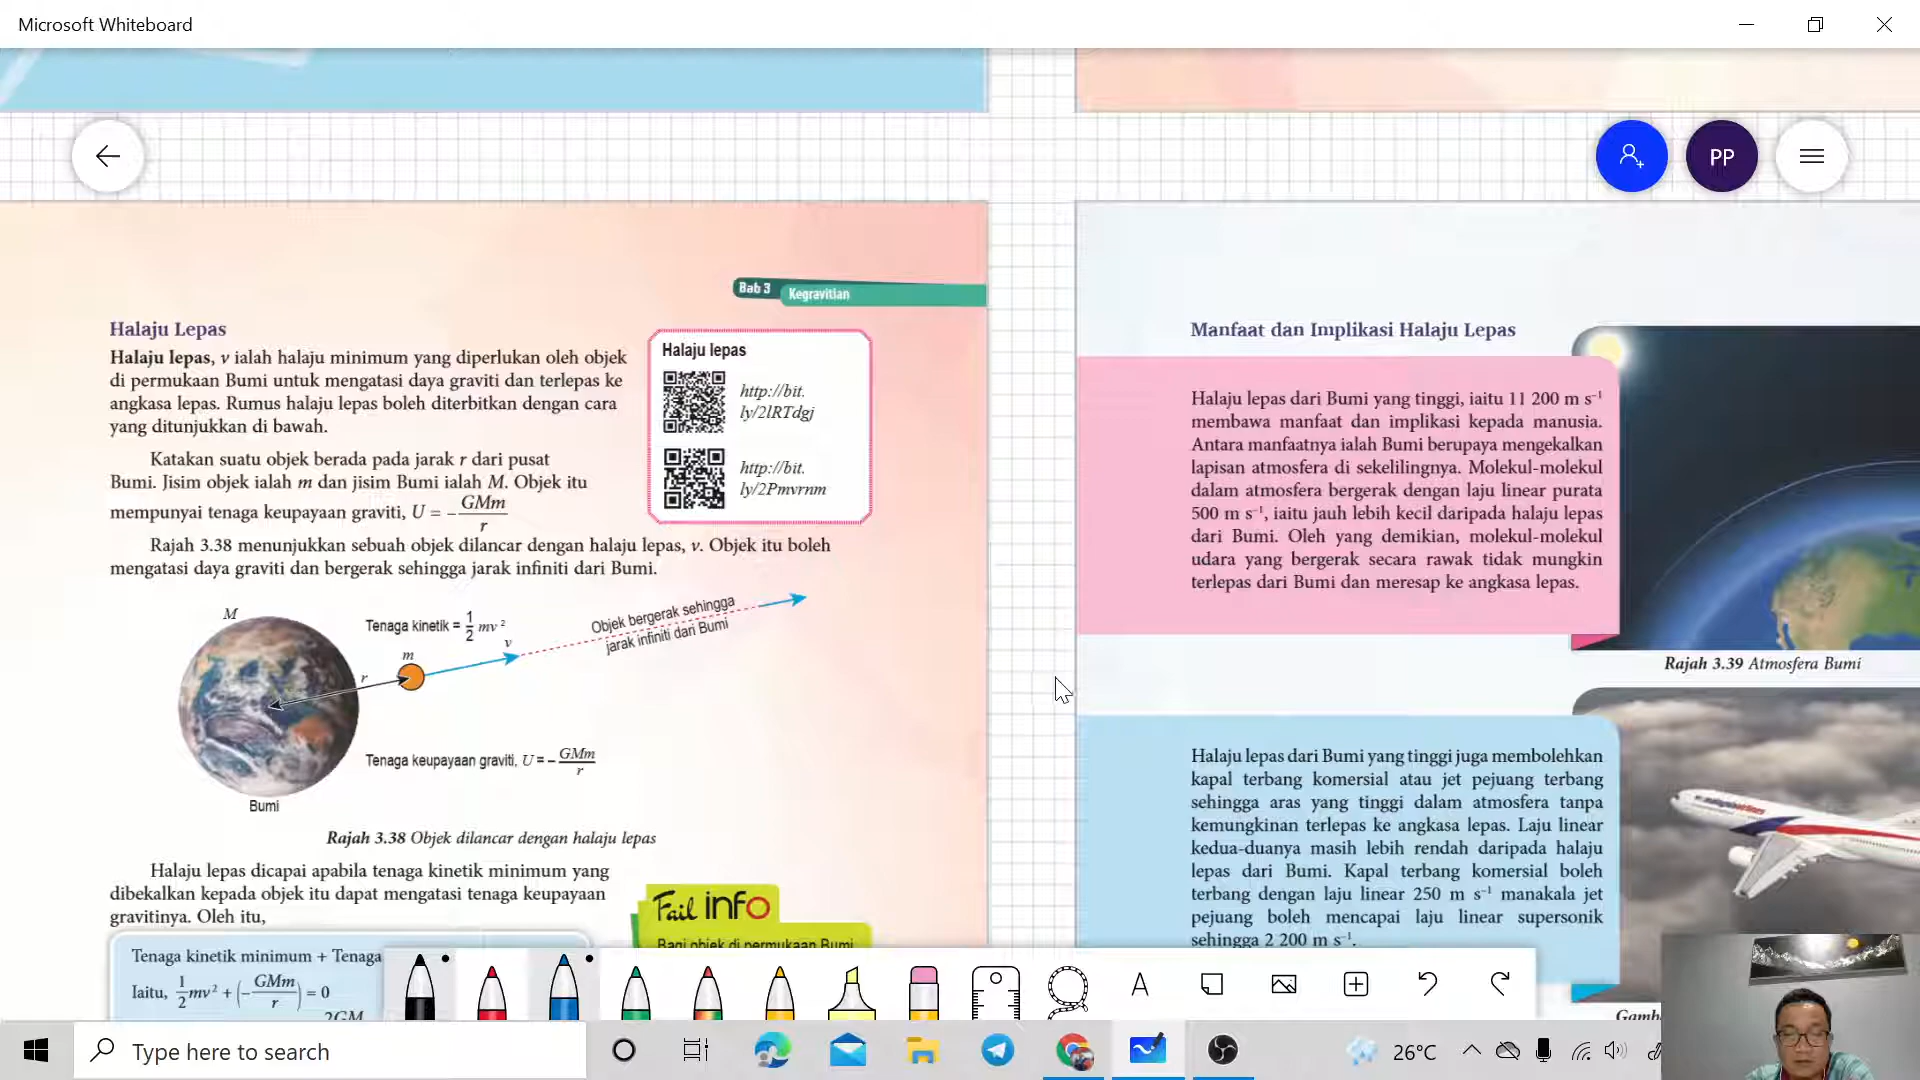 Microsoft Whiteboard
PP
Bab 3
Kegravitian
Halaju Lepas
Halaju lepas, v ialah halaju minimum yang diperlukan oleh objek
di permukaan Bumi untuk mengatasi daya graviti dan terlepas ke
angkasa lepas. Rumus halaju lepas boleh diterbitkan dengan cara
yang ditunjukkan di bawah.
Katakan suatu objek berada pada jarak r dari pusat
Bumi. Jisim objek ialah m dan jisim Bumi ialah M. Objek itu
mempunyai tenaga keupayaan graviti, U = –GMm/r
Halaju lepas
http://bit.
ly/2lRTdgj
http://bit.
ly/2Pmvrnm
Rajah 3.38 menunjukkan sebuah objek dilancar dengan halaju lepas, v. Objek itu boleh
mengatasi daya graviti dan bergerak sehingga jarak infiniti dari Bumi.
M
Tenaga kinetik = 1/2 mv²
v
m
r
Objek bergerak sehingga
jarak infiniti dari Bumi
Tenaga keupayaan graviti, U = – GMm/r
Bumi
Rajah 3.38 Objek dilancar dengan halaju lepas
Halaju lepas dicapai apabila tenaga kinetik minimum yang
dibekalkan kepada objek itu dapat mengatasi tenaga keupayaan
gravitinya. Oleh itu,
Fail info
Bagi objek di permukaan Bumi
Tenaga kinetik minimum + Tenaga
Iaitu, 1/2 mv² + (–GMm/r) = 0
2GM
Manfaat dan Implikasi Halaju Lepas
Halaju lepas dari Bumi yang tinggi, iaitu 11 200 m s⁻¹
membawa manfaat dan implikasi kepada manusia.
Antara manfaatnya ialah Bumi berupaya mengekalkan
lapisan atmosfera di sekelilingnya. Molekul-molekul
dalam atmosfera bergerak dengan laju linear purata
500 m s⁻¹, iaitu jauh lebih kecil daripada halaju lepas
dari Bumi. Oleh yang demikian, molekul-molekul
udara yang bergerak secara rawak tidak mungkin
terlepas dari Bumi dan meresap ke angkasa lepas.
Rajah 3.39 Atmosfera Bumi
Halaju lepas dari Bumi yang tinggi juga membolehkan
kapal terbang komersial atau jet pejuang terbang
sehingga aras yang tinggi dalam atmosfera tanpa
kemungkinan terlepas ke angkasa lepas. Laju linear
kedua-duanya masih lebih rendah daripada halaju
lepas dari Bumi. Kapal terbang komersial boleh
terbang dengan laju linear 250 m s⁻¹ manakala jet
pejuang boleh mencapai laju linear supersonik
sehingga 2 200 m s⁻¹.
Gamb
A
Type here to search
26°C